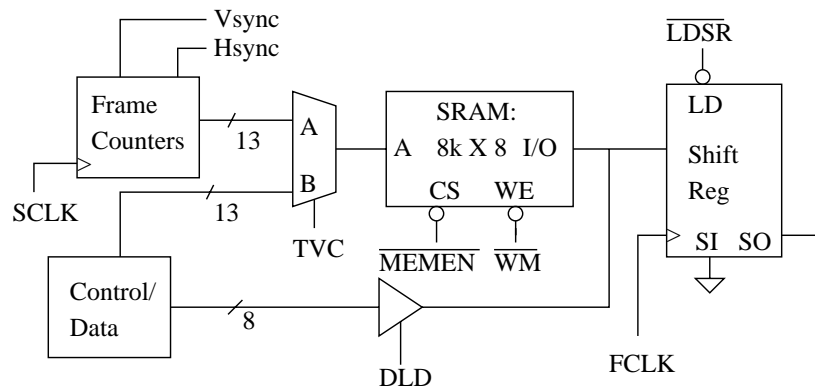 Vsync
Hsync
LDSR
Frame
Counters
13
A
B
SRAM:
A 8k X 8 I/O
CS WE
LD
Shift
Reg
SI SO
SCLK
13
TVC
MEMEN
WM
Control/
Data
8
DLD
FCLK